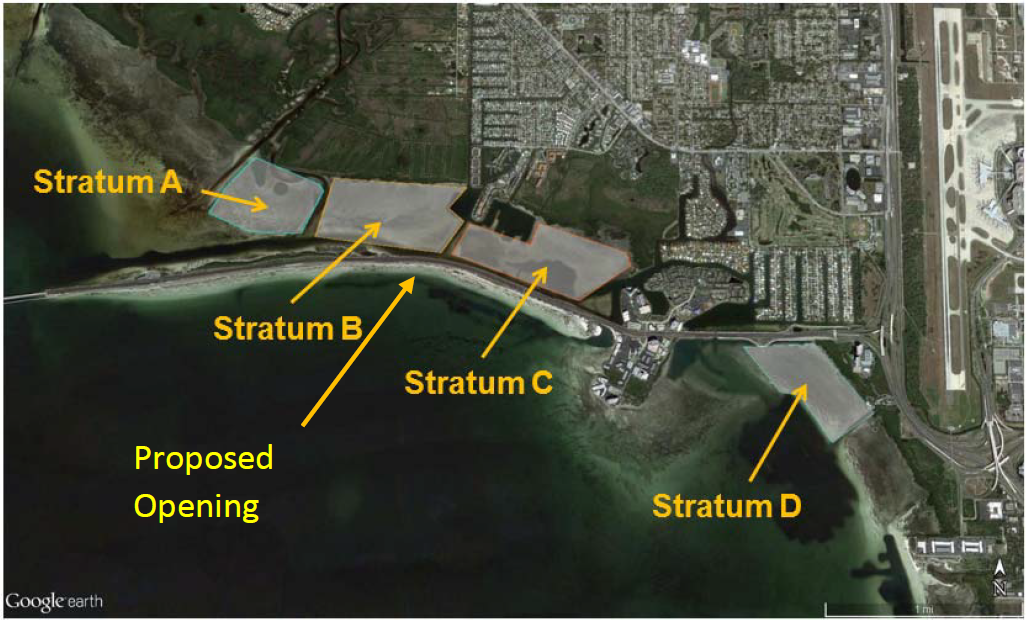 Stratum A
Stratum B
Stratum C
Proposed
Opening
Stratum D
N
Google earth
1 mi